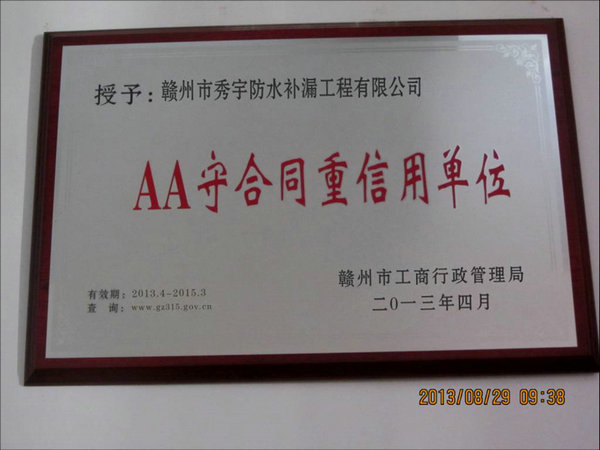 授予：赣州市秀宇防水补漏工程有限公司
AA守合同重信用单位
赣州市工商行政管理局
二〇一三年四月
有效期：2013.4-2015.3
查 询：www.gz315.gov.cn
2013/08/29 09:38